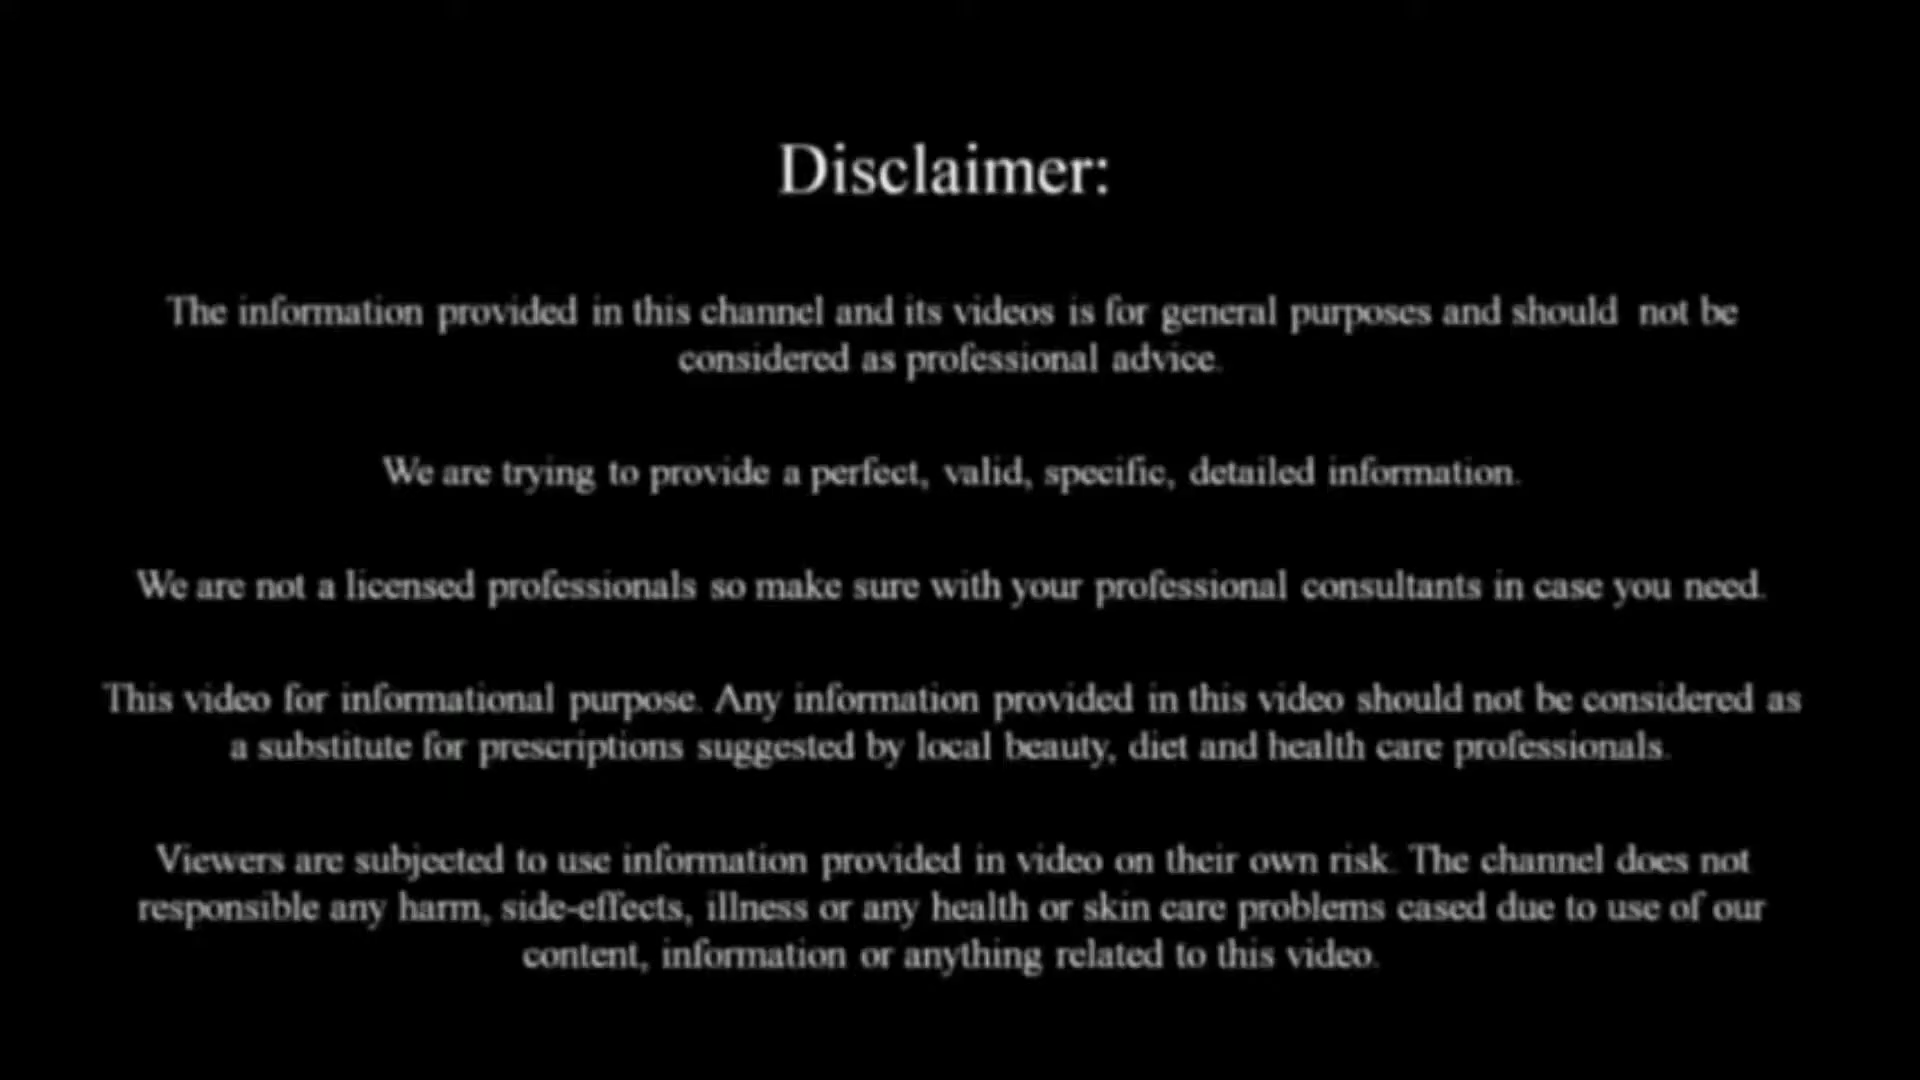 Disclaimer:
The information provided in this channel and its videos is for general purposes and should not be
considered as professional advice.
We are trying to provide a perfect, valid, specific, detailed information.
We are not a licensed professionals so make sure with your professional consultants in case you need.
This video for informational purpose. Any information provided in this video should not be considered as
a substitute for prescriptions suggested by local beauty, diet and health care professionals.
Viewers are subjected to use information provided in video on their own risk. The channel does not
responsible any harm, side-effects, illness or any health or skin care problems cased due to use of our
content, information or anything related to this video.